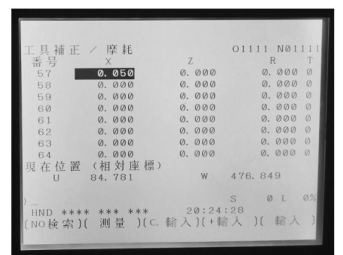 工具補正 / 摩耗 O1111 N01111
番号 X Z R T
57 0.050 0.000 0.000 0
58 0.000 0.000 0.000 0
59 0.000 0.000 0.000 0
60 0.000 0.000 0.000 0
61 0.000 0.000 0.000 0
62 0.000 0.000 0.000 0
63 0.000 0.000 0.000 0
64 0.000 0.000 0.000 0
現在位置 (相対座標)
U 84.781 W 476.849
)_
S 0 L 0%
HND **** *** *** 20:24:28
(NO検索)( 測量 )(C.輸入)(+輸入 )( 輸入 )